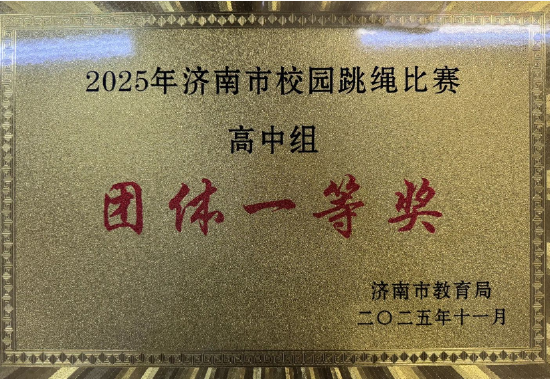 2025年济南市校园跳绳比赛
高中组
团体一等奖
济南市教育局
二〇二五年十一月